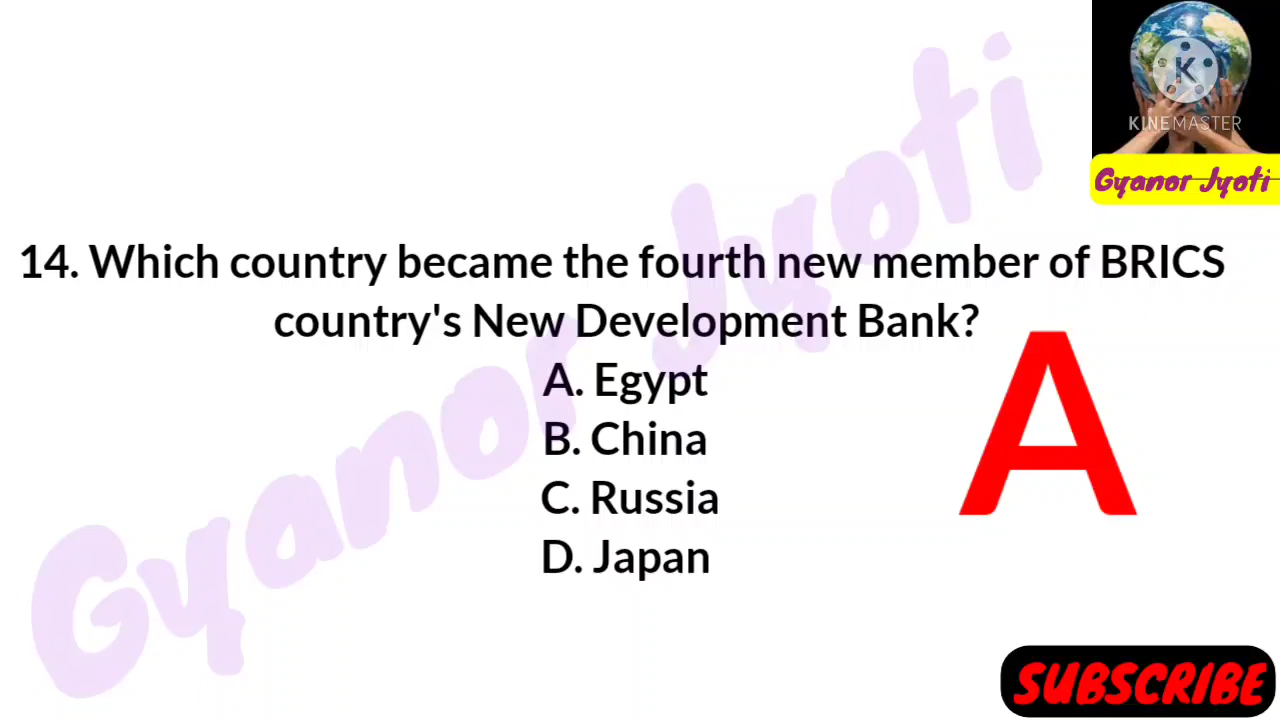 K
KINEMASTER
Gyanor Jyoti
Gyanor Jyoti
14. Which country became the fourth new member of BRICS
country's New Development Bank?
A. Egypt
B. China
C. Russia
D. Japan
A
SUBSCRIBE